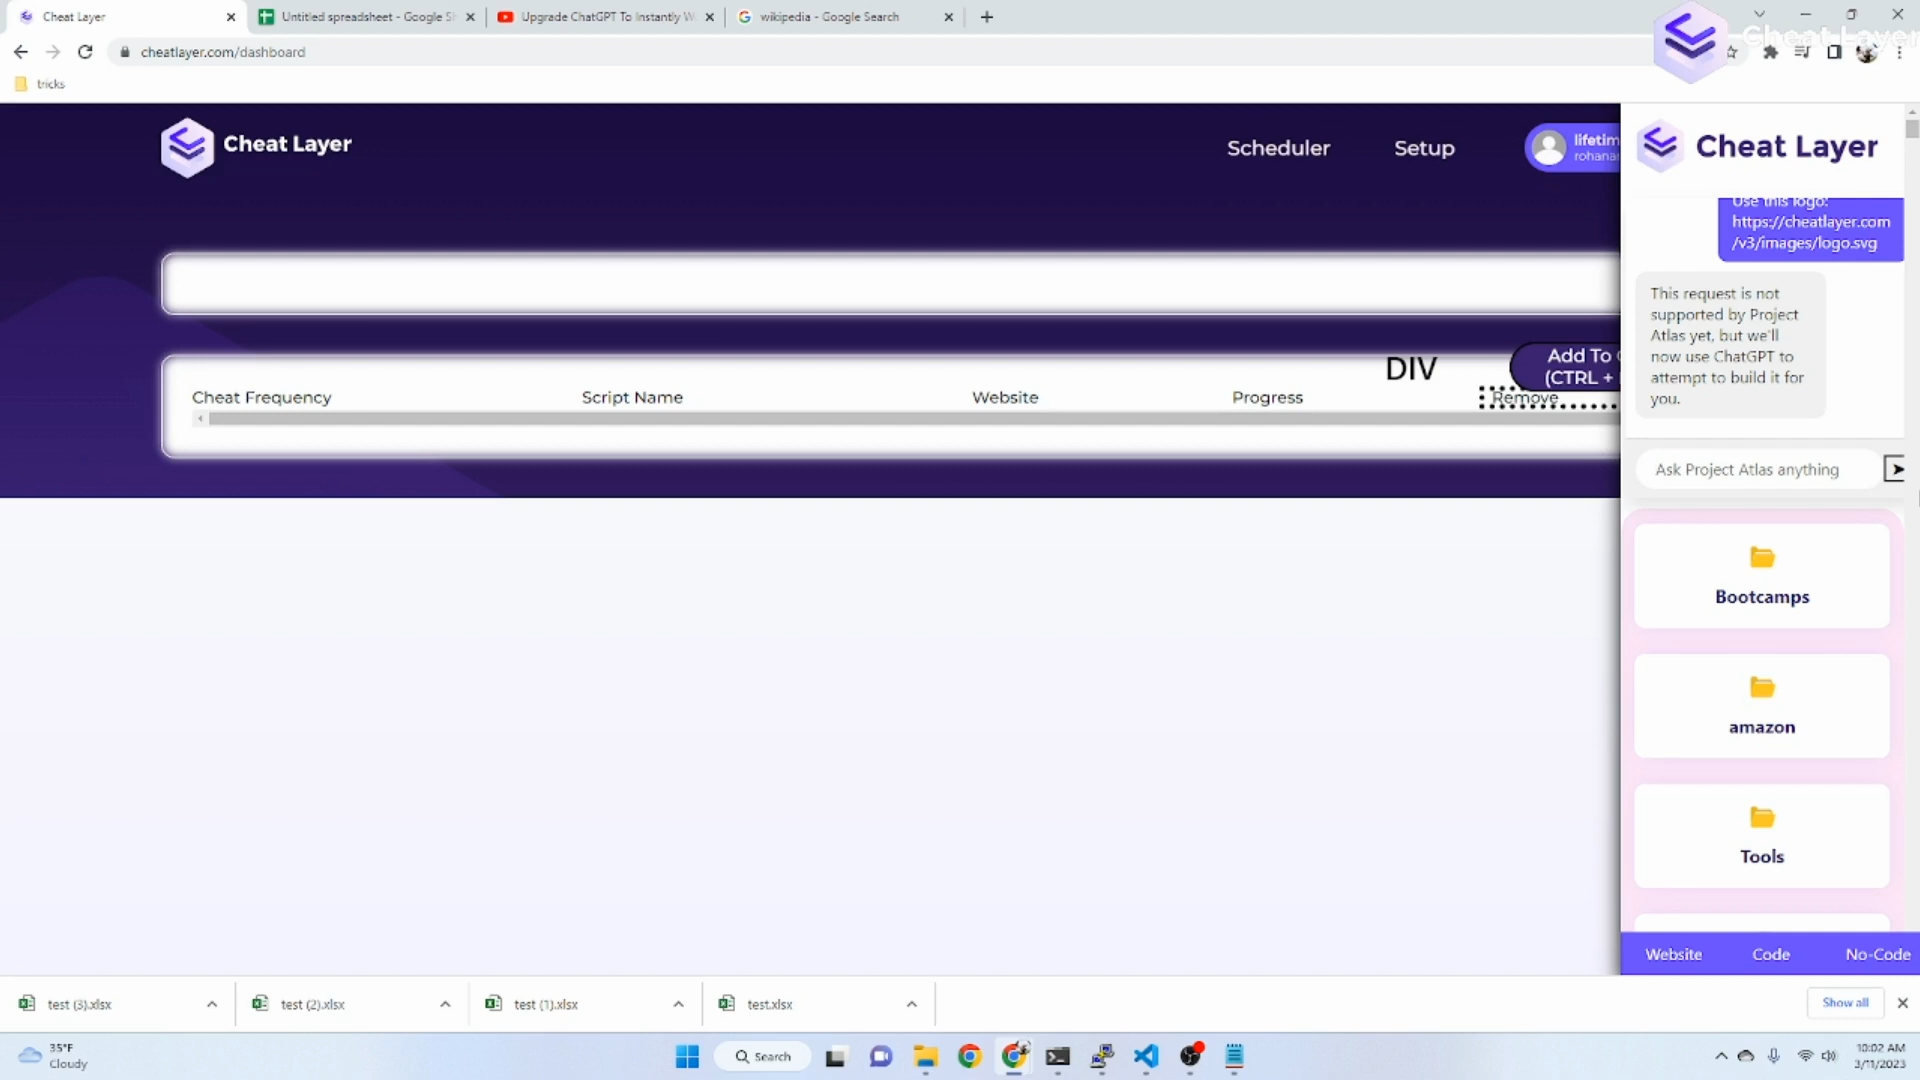 Cheat Layer
Untitled spreadsheet - Google Sh
Upgrade ChatGPT To Instantly W
wikipedia - Google Search
cheatlayer.com/dashboard
Cheat Layer
tricks
Cheat Layer
Scheduler
Setup
lifetim
rohana
Cheat Layer
Use this logo:
https://cheatlayer.com
/v3/images/logo.svg
This request is not
supported by Project
Atlas yet, but we'll
now use ChatGPT to
attempt to build it for
you.
DIV
Add To
(CTRL +
Cheat Frequency
Script Name
Website
Progress
Remove
Ask Project Atlas anything
Bootcamps
amazon
Tools
Website
Code
No-Code
test (3).xlsx
test (2).xlsx
test (1).xlsx
test.xlsx
Show all
35°F
Cloudy
Search
10:02 AM
3/11/2023